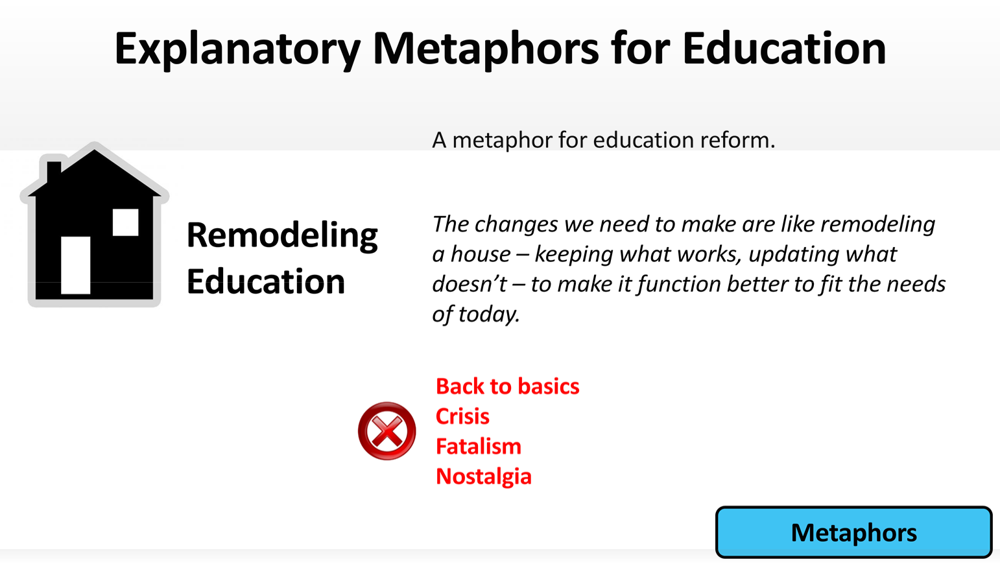 Explanatory Metaphors for Education
A metaphor for education reform.
Remodeling
Education
The changes we need to make are like remodeling
a house – keeping what works, updating what
doesn’t – to make it function better to fit the needs
of today.
Back to basics
Crisis
Fatalism
Nostalgia
Metaphors